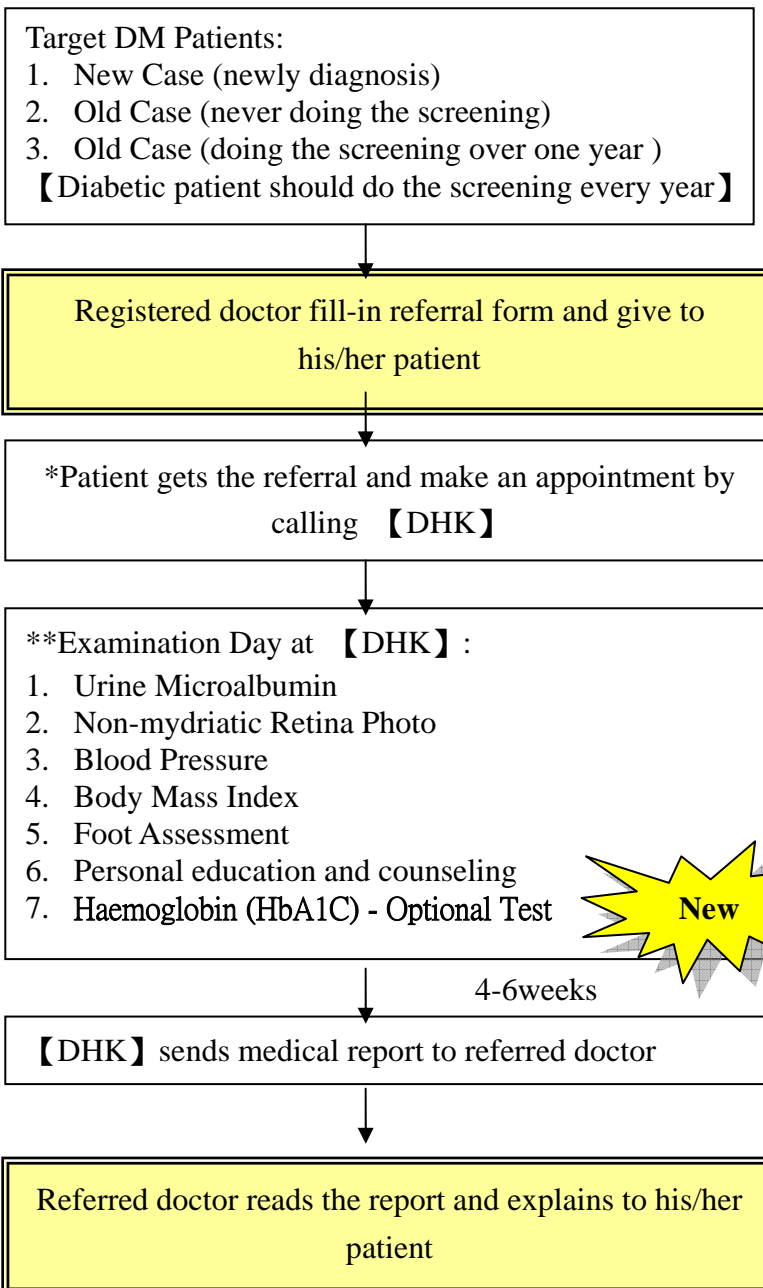 Target DM Patients:
1. New Case (newly diagnosis)
2. Old Case (never doing the screening)
3. Old Case (doing the screening over one year )
【Diabetic patient should do the screening every year】
Registered doctor fill-in referral form and give to
his/her patient
*Patient gets the referral and make an appointment by
calling 【DHK】
**Examination Day at 【DHK】:
1. Urine Microalbumin
2. Non-mydriatic Retina Photo
3. Blood Pressure
4. Body Mass Index
5. Foot Assessment
6. Personal education and counseling
7. Haemoglobin (HbA1C) - Optional Test
New
4-6weeks
【DHK】sends medical report to referred doctor
Referred doctor reads the report and explains to his/her
patient